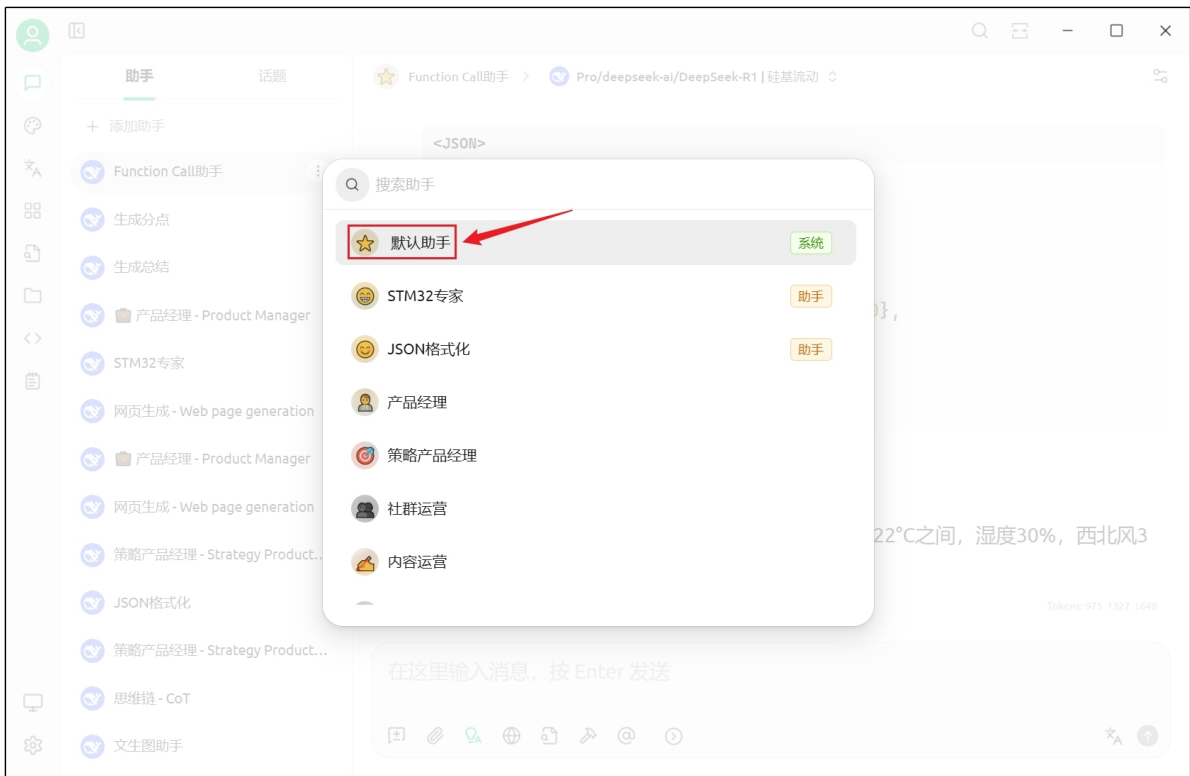 助手 话题
Function Call助手 > Pro/deepseek-ai/DeepSeek-R1 | 硅基流动
+ 添加助手
<JSON>
Function Call助手
生成分点
生成总结
产品经理 - Product Manager
STM32专家
网页生成 - Web page generation
产品经理 - Product Manager
网页生成 - Web page generation
策略产品经理 - Strategy Product...
JSON格式化
策略产品经理 - Strategy Product...
思维链 - CoT
文生图助手
搜索助手
默认助手 系统
STM32专家 助手
JSON格式化 助手
产品经理
策略产品经理
社群运营
内容运营
},
22°C之间，湿度30%，西北风3
Tokens: 975 ↑327 ↓648
在这里输入消息，按 Enter 发送